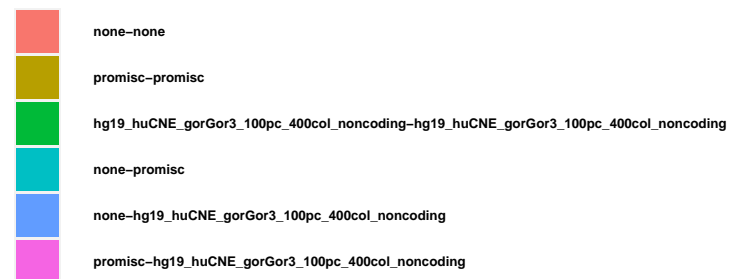 none–none
promisc–promisc
hg19_huCNE_gorGor3_100pc_400col_noncoding–hg19_huCNE_gorGor3_100pc_400col_noncoding
none–promisc
none–hg19_huCNE_gorGor3_100pc_400col_noncoding
promisc–hg19_huCNE_gorGor3_100pc_400col_noncoding